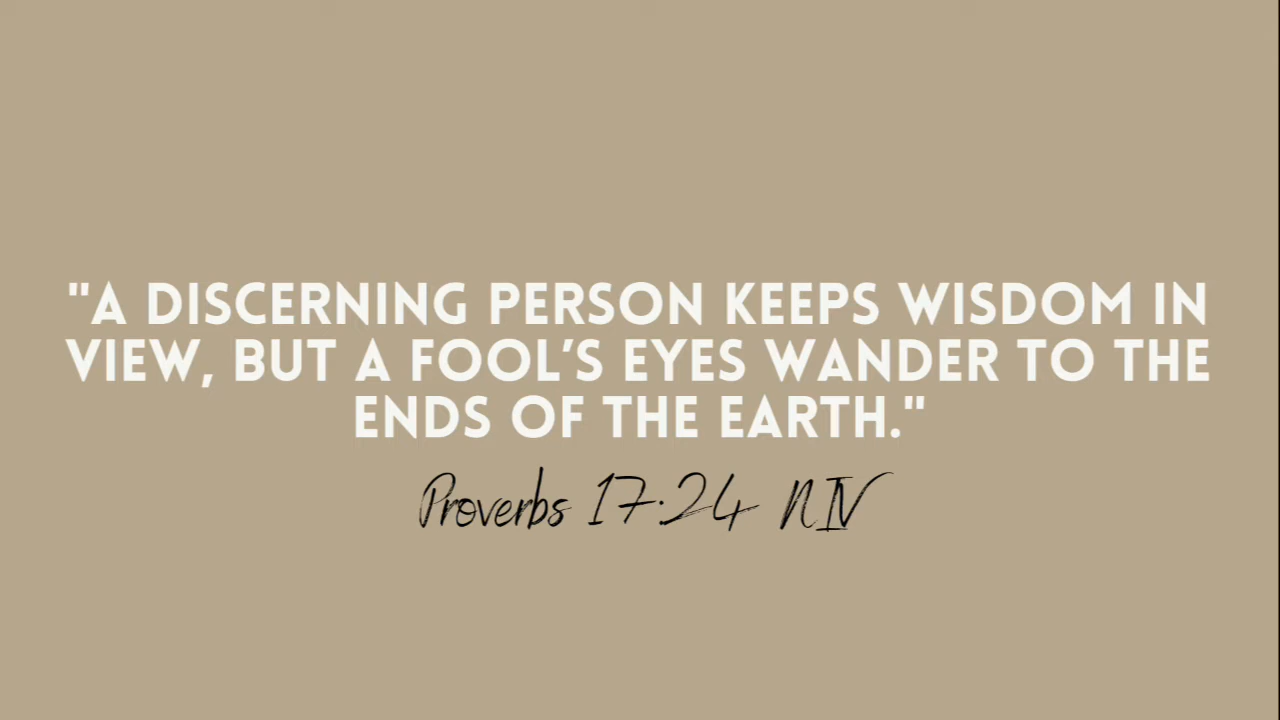 "A DISCERNING PERSON KEEPS WISDOM IN
VIEW, BUT A FOOL’S EYES WANDER TO THE
ENDS OF THE EARTH."
Proverbs 17:24 NIV